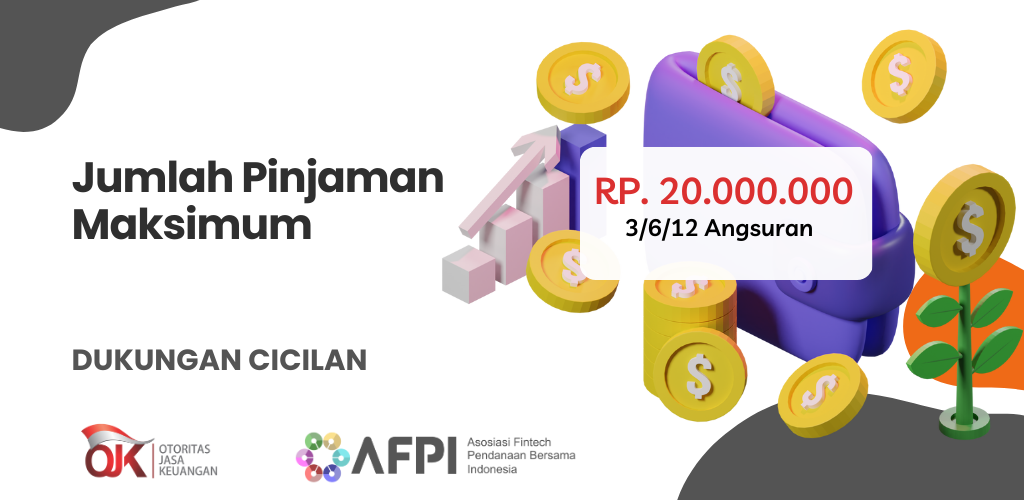 Jumlah Pinjaman
Maksimum
RP. 20.000.000
3/6/12 Angsuran
DUKUNGAN CICILAN
OJK
OTORITAS
JASA
KEUANGAN
AFPI
Asosiasi Fintech
Pendanaan Bersama
Indonesia